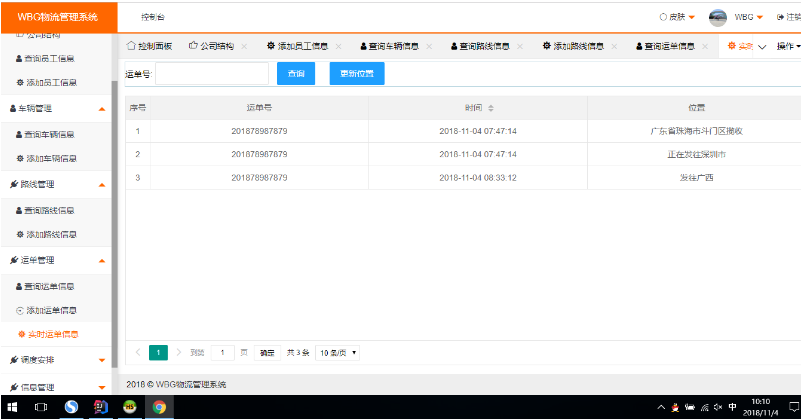 WBG物流管理系统
控制台
皮肤
WBG
注销
公司结构
查询员工信息
添加员工信息
车辆管理
查询车辆信息
添加车辆信息
路线管理
查询路线信息
添加路线信息
运单管理
查询运单信息
添加运单信息
实时运单信息
调度安排
信息管理
控制面板
公司结构
添加员工信息
查询车辆信息
查询路线信息
添加路线信息
查询运单信息
实时
操作
运单号:
查询
更新位置
序号 运单号 时间 位置
1 201878987879 2018-11-04 07:47:14 广东省珠海市斗门区揽收
2 201878987879 2018-11-04 07:47:14 正在发往深圳市
3 201878987879 2018-11-04 08:33:12 发往广西
1 到第 1 页 确定 共 3 条 10 条/页
2018 © WBG物流管理系统
中
10:10
2018/11/4